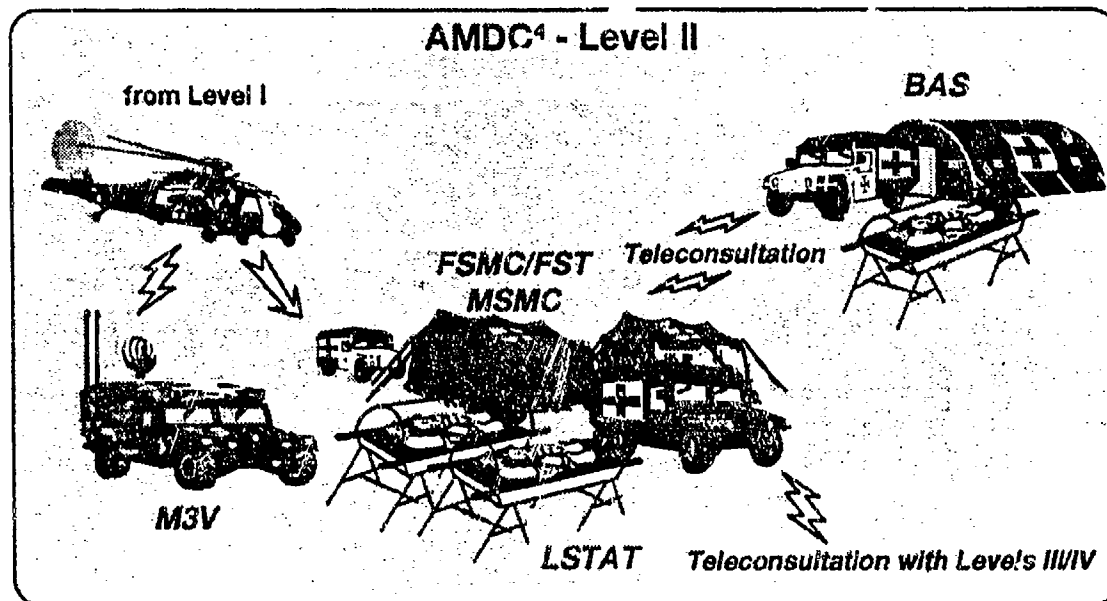 AMDC⁴ - Level II
from Level I
BAS
Teleconsultation
FSMC/FST
MSMC
M3V
LSTAT
Teleconsultation with Levels III/IV